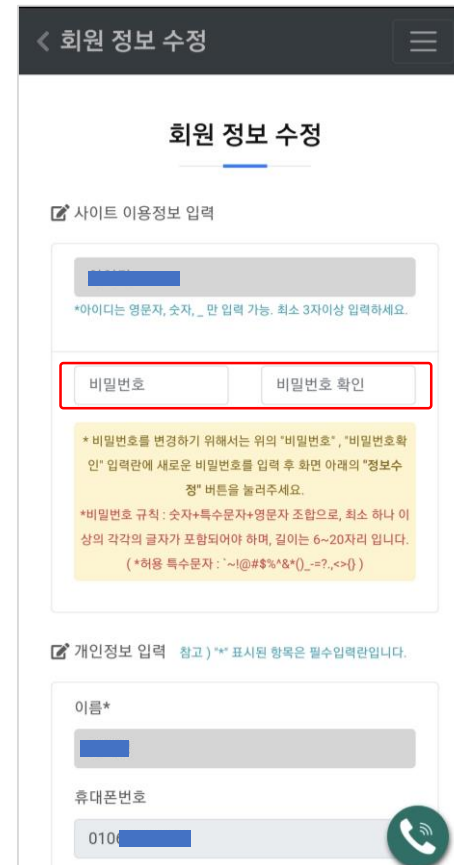 회원 정보 수정
회원 정보 수정
사이트 이용정보 입력
*아이디는 영문자, 숫자, _ 만 입력 가능. 최소 3자이상 입력하세요.
비밀번호 비밀번호 확인
* 비밀번호를 변경하기 위해서는 위의 "비밀번호" , "비밀번호확
인" 입력란에 새로운 비밀번호를 입력 후 화면 아래의 "정보수
정" 버튼을 눌러주세요.
*비밀번호 규칙 : 숫자+특수문자+영문자 조합으로, 최소 하나 이
상의 각각의 글자가 포함되어야 하며, 길이는 6~20자리 입니다.
( *허용 특수문자 : `~!@#$%^&*()_-=?.,<>{} )
개인정보 입력 참고 ) "*" 표시된 항목은 필수입력란입니다.
이름*
휴대폰번호
010